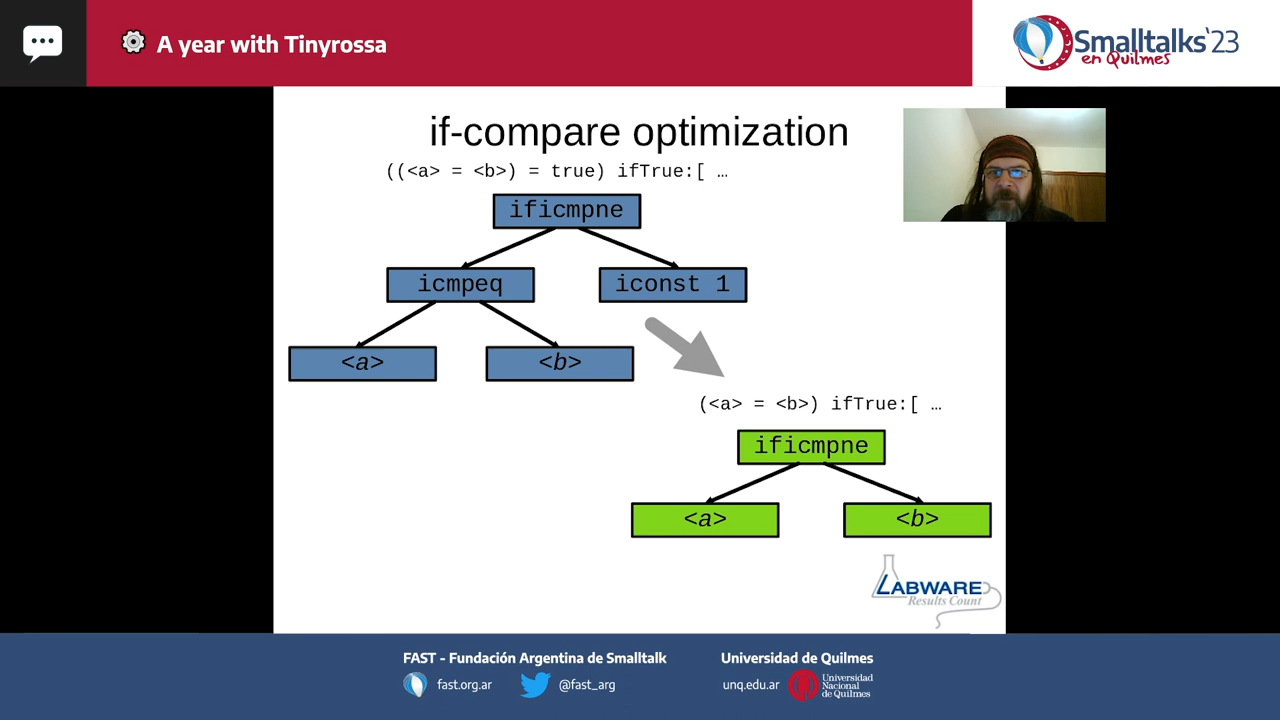 A year with Tinyrossa
Smalltalks'23
en Quilmes
if-compare optimization
((<a> = <b>) = true) ifTrue:[ …
ificmpne
icmpeq
iconst 1
<a>
<b>
(<a> = <b>) ifTrue:[ …
ificmpne
<a>
<b>
LABWARE
Results Count
FAST - Fundación Argentina de Smalltalk
fast.org.ar
@fast_arg
Universidad de Quilmes
unq.edu.ar
Universidad
Nacional
de Quilmes